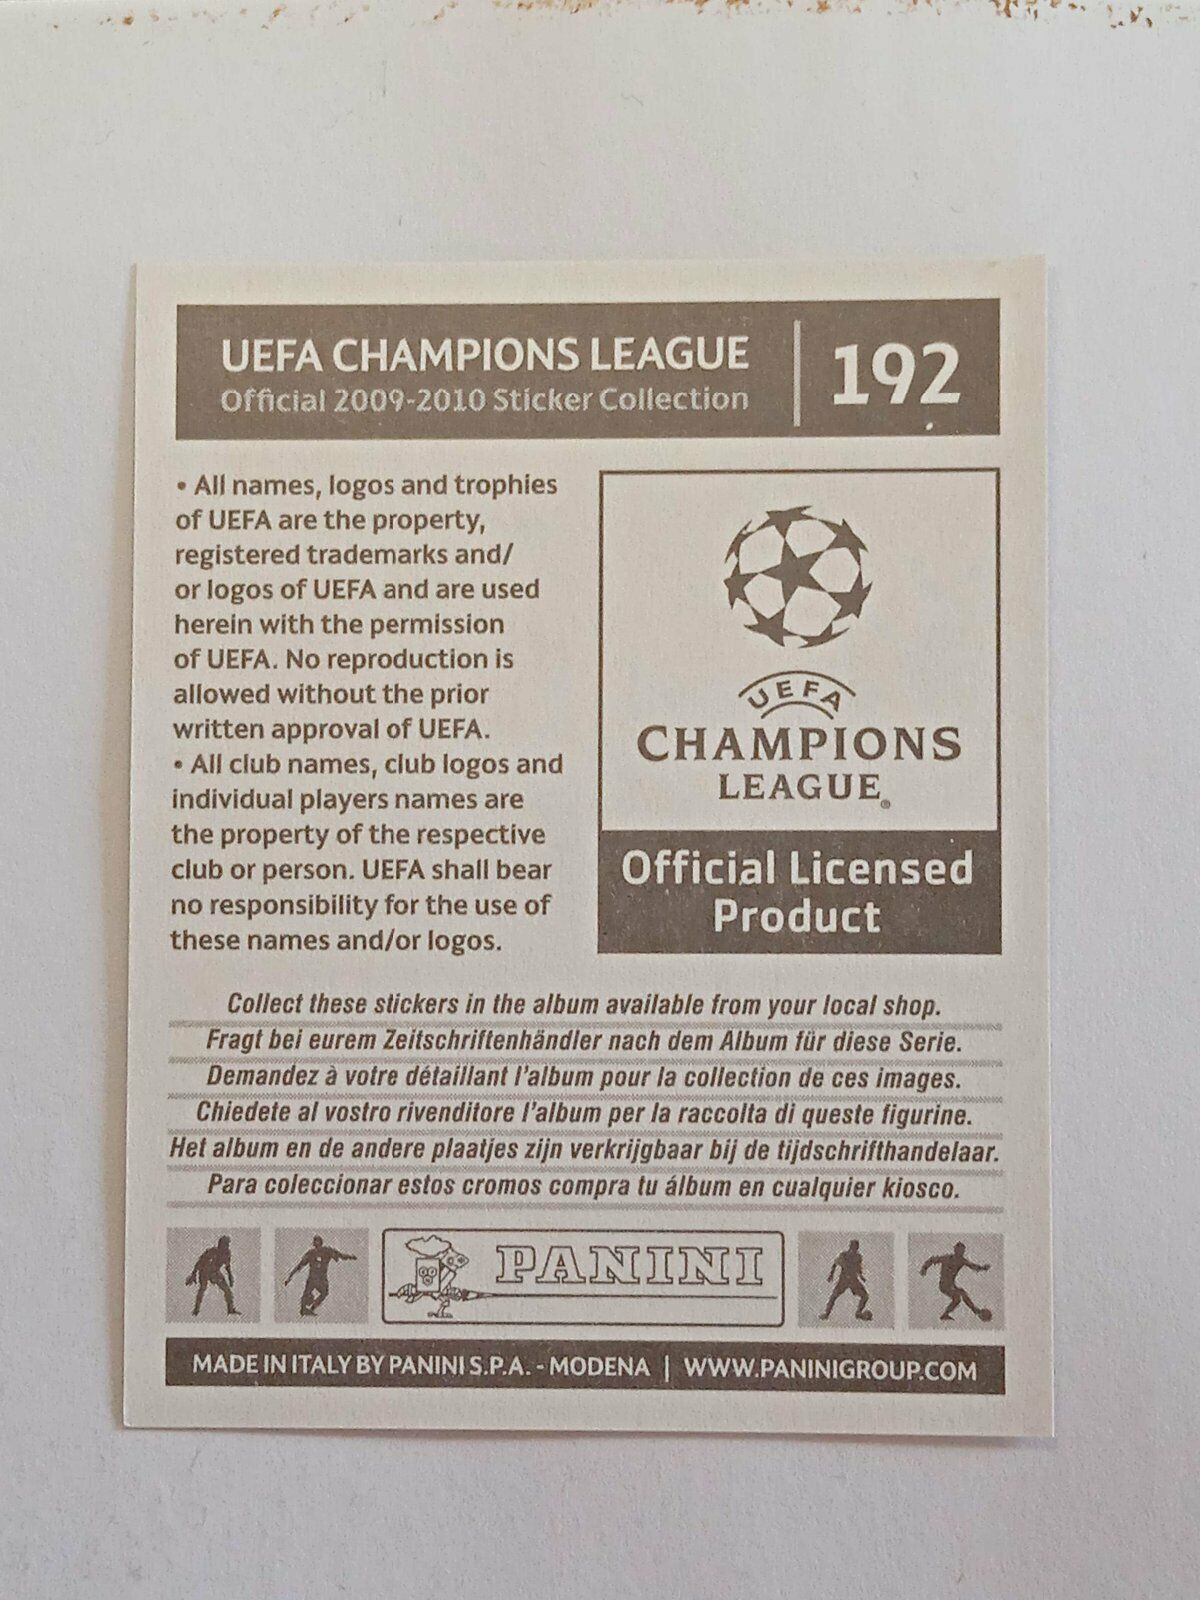 UEFA CHAMPIONS LEAGUE
Official 2009-2010 Sticker Collection
192
• All names, logos and trophies
of UEFA are the property,
registered trademarks and/
or logos of UEFA and are used
herein with the permission
of UEFA. No reproduction is
allowed without the prior
written approval of UEFA.
• All club names, club logos and
individual players names are
the property of the respective
club or person. UEFA shall bear
no responsibility for the use of
these names and/or logos.
UEFA
CHAMPIONS
LEAGUE®
Official Licensed
Product
Collect these stickers in the album available from your local shop.
Fragt bei eurem Zeitschriftenhändler nach dem Album für diese Serie.
Demandez à votre détaillant l'album pour la collection de ces images.
Chiedete al vostro rivenditore l'album per la raccolta di queste figurine.
Het album en de andere plaatjes zijn verkrijgbaar bij de tijdschrifthandelaar.
Para coleccionar estos cromos compra tu álbum en cualquier kiosco.
PANINI
MADE IN ITALY BY PANINI S.P.A. - MODENA | WWW.PANINIGROUP.COM